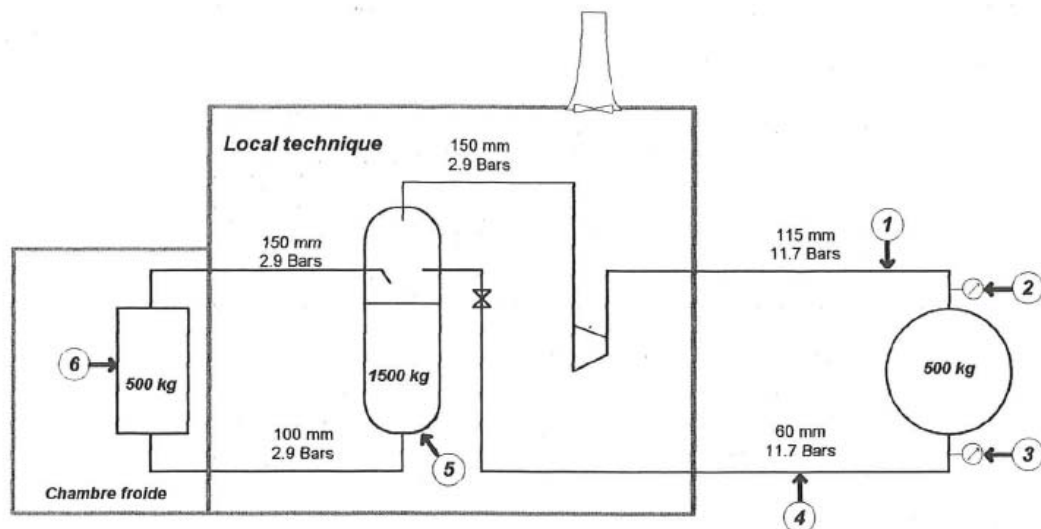 Local technique
150 mm
2.9 Bars
150 mm
2.9 Bars
115 mm
11.7 Bars
1
2
6
500 kg
1500 kg
500 kg
100 mm
2.9 Bars
5
60 mm
11.7 Bars
3
Chambre froide
4